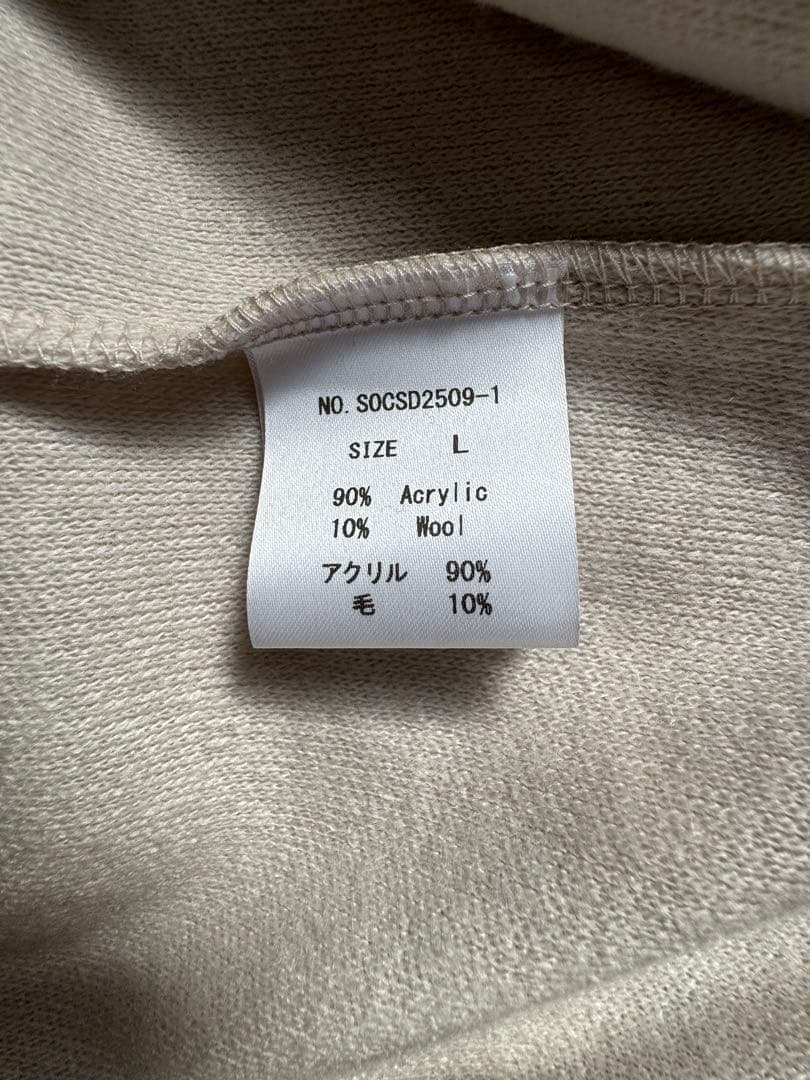 NO. SOCSD2509-1
SIZE L
90% Acrylic
10% Wool
アクリル 90%
毛 10%